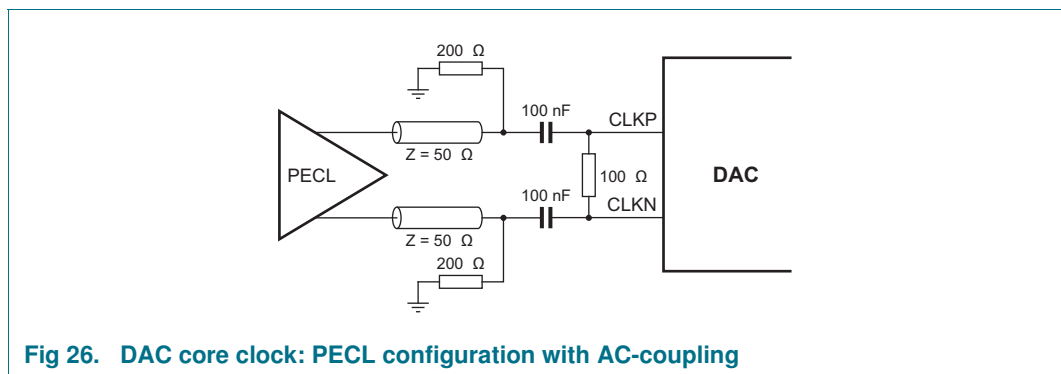 200 Ω
100 nF
CLKP
Z = 50 Ω
PECL
100 Ω
DAC
100 nF
CLKN
Z = 50 Ω
200 Ω
Fig 26. DAC core clock: PECL configuration with AC-coupling